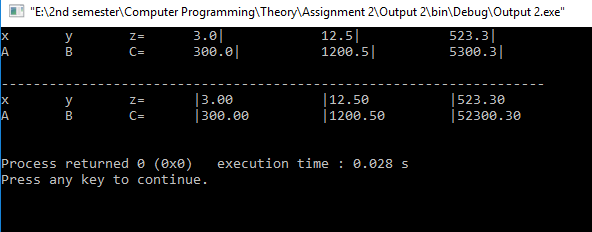 "E:\2nd semester\Computer Programming\Theory\Assignment 2\Output 2\bin\Debug\Output 2.exe"
x y z= 3.0| 12.5| 523.3|
A B C= 300.0| 1200.5| 5300.3|
--------------------------------------------------------------------
x y z= |3.00 |12.50 |523.30
A B C= |300.00 |1200.50 |52300.30
Process returned 0 (0x0) execution time : 0.028 s
Press any key to continue.